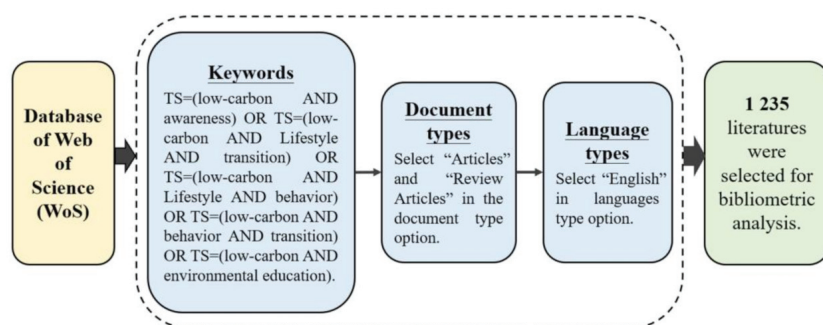 Database
of Web
of
Science
(WoS)
Keywords
TS=(low-carbon AND
awareness) OR TS=(low-
carbon AND Lifestyle
AND transition) OR
TS=(low-carbon AND
Lifestyle AND behavior)
OR TS=(low-carbon AND
behavior AND transition)
OR TS=(low-carbon AND
environmental education).
Document
types
Select “Articles”
and “Review
Articles” in the
document type
option.
Language
types
Select “English”
in languages
type option.
1 235
literatures
were
selected for
bibliometric
analysis.